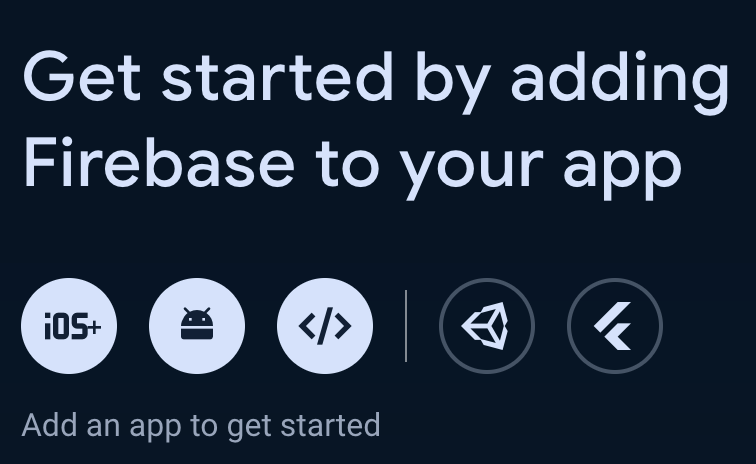 Get started by adding
Firebase to your app
iOS+
</>
Add an app to get started